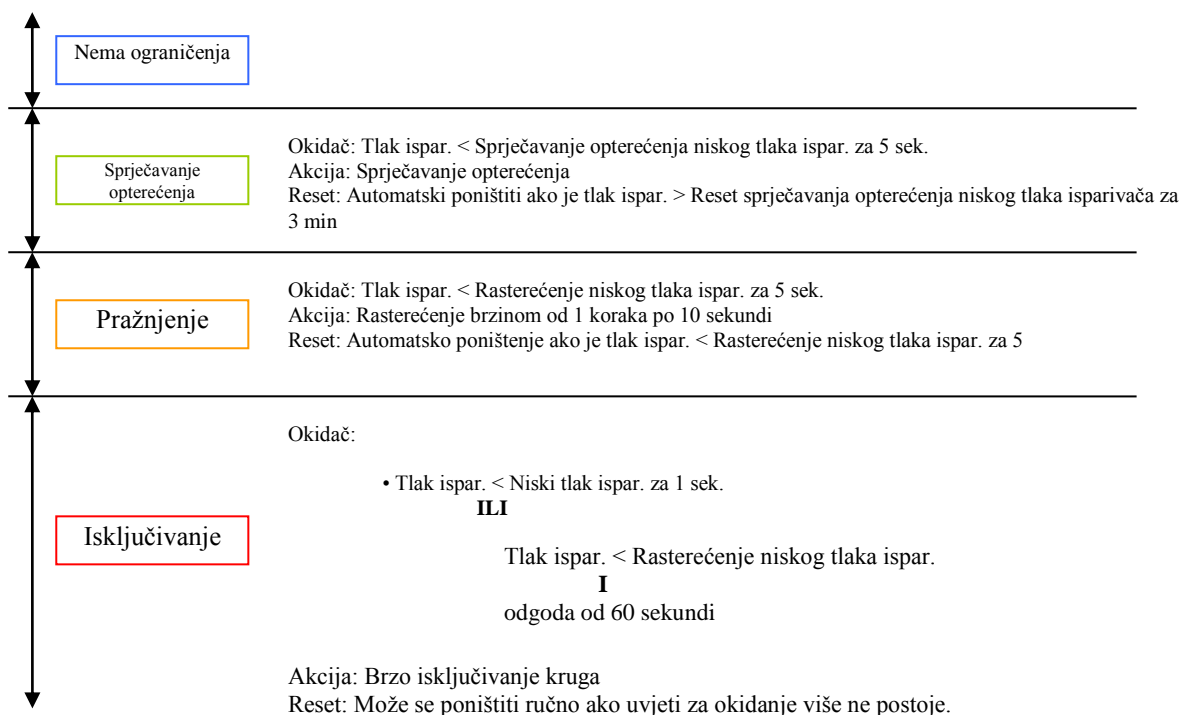 Nema ograničenja
Sprječavanje
opterećenja
Okidač: Tlak ispar. < Sprječavanje opterećenja niskog tlaka ispar. za 5 sek.
Akcija: Sprječavanje opterećenja
Reset: Automatski poništiti ako je tlak ispar. > Reset sprječavanja opterećenja niskog tlaka isparivača za
3 min
Pražnjenje
Okidač: Tlak ispar. < Rasterećenje niskog tlaka ispar. za 5 sek.
Akcija: Rasterećenje brzinom od 1 koraka po 10 sekundi
Reset: Automatsko poništenje ako je tlak ispar. < Rasterećenje niskog tlaka ispar. za 5
Isključivanje
Okidač:
• Tlak ispar. < Niski tlak ispar. za 1 sek.
ILI
Tlak ispar. < Rasterećenje niskog tlaka ispar.
I
odgoda od 60 sekundi
Akcija: Brzo isključivanje kruga
Reset: Može se poništiti ručno ako uvjeti za okidanje više ne postoje.